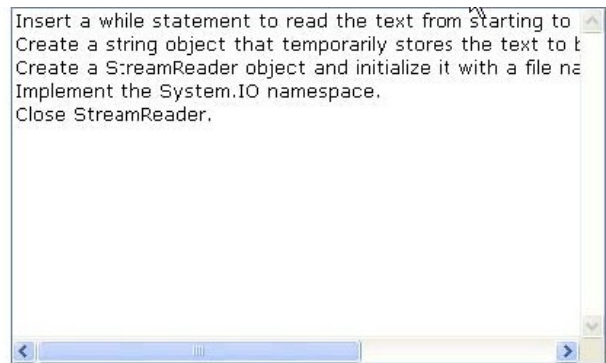 Insert a while statement to read the text from starting to
Create a string object that temporarily stores the text to
Create a StreamReader object and initialize it with a file
Implement the System.IO namespace.
Close StreamReader.